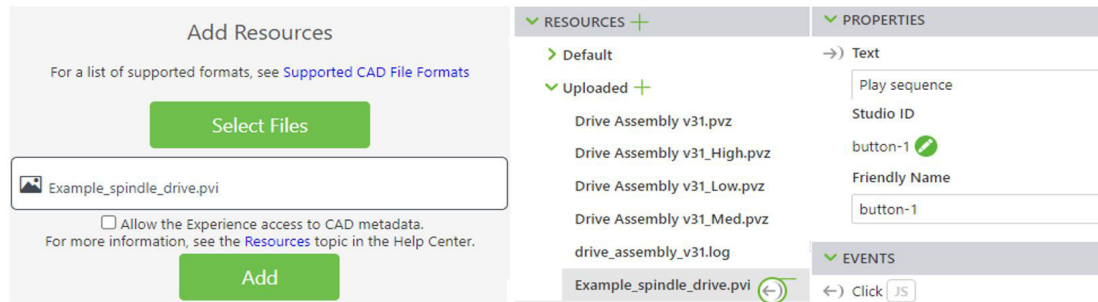 Add Resources
For a list of supported formats, see Supported CAD File Formats
Select Files
Example_spindle_drive.pvi
Allow the Experience access to CAD metadata.
For more information, see the Resources topic in the Help Center.
Add
RESOURCES
Default
Uploaded
Drive Assembly v31.pvz
Drive Assembly v31_High.pvz
Drive Assembly v31_Low.pvz
Drive Assembly v31_Med.pvz
drive_assembly_v31.log
Example_spindle_drive.pvi
PROPERTIES
Text
Play sequence
Studio ID
button-1
Friendly Name
button-1
EVENTS
Click JS